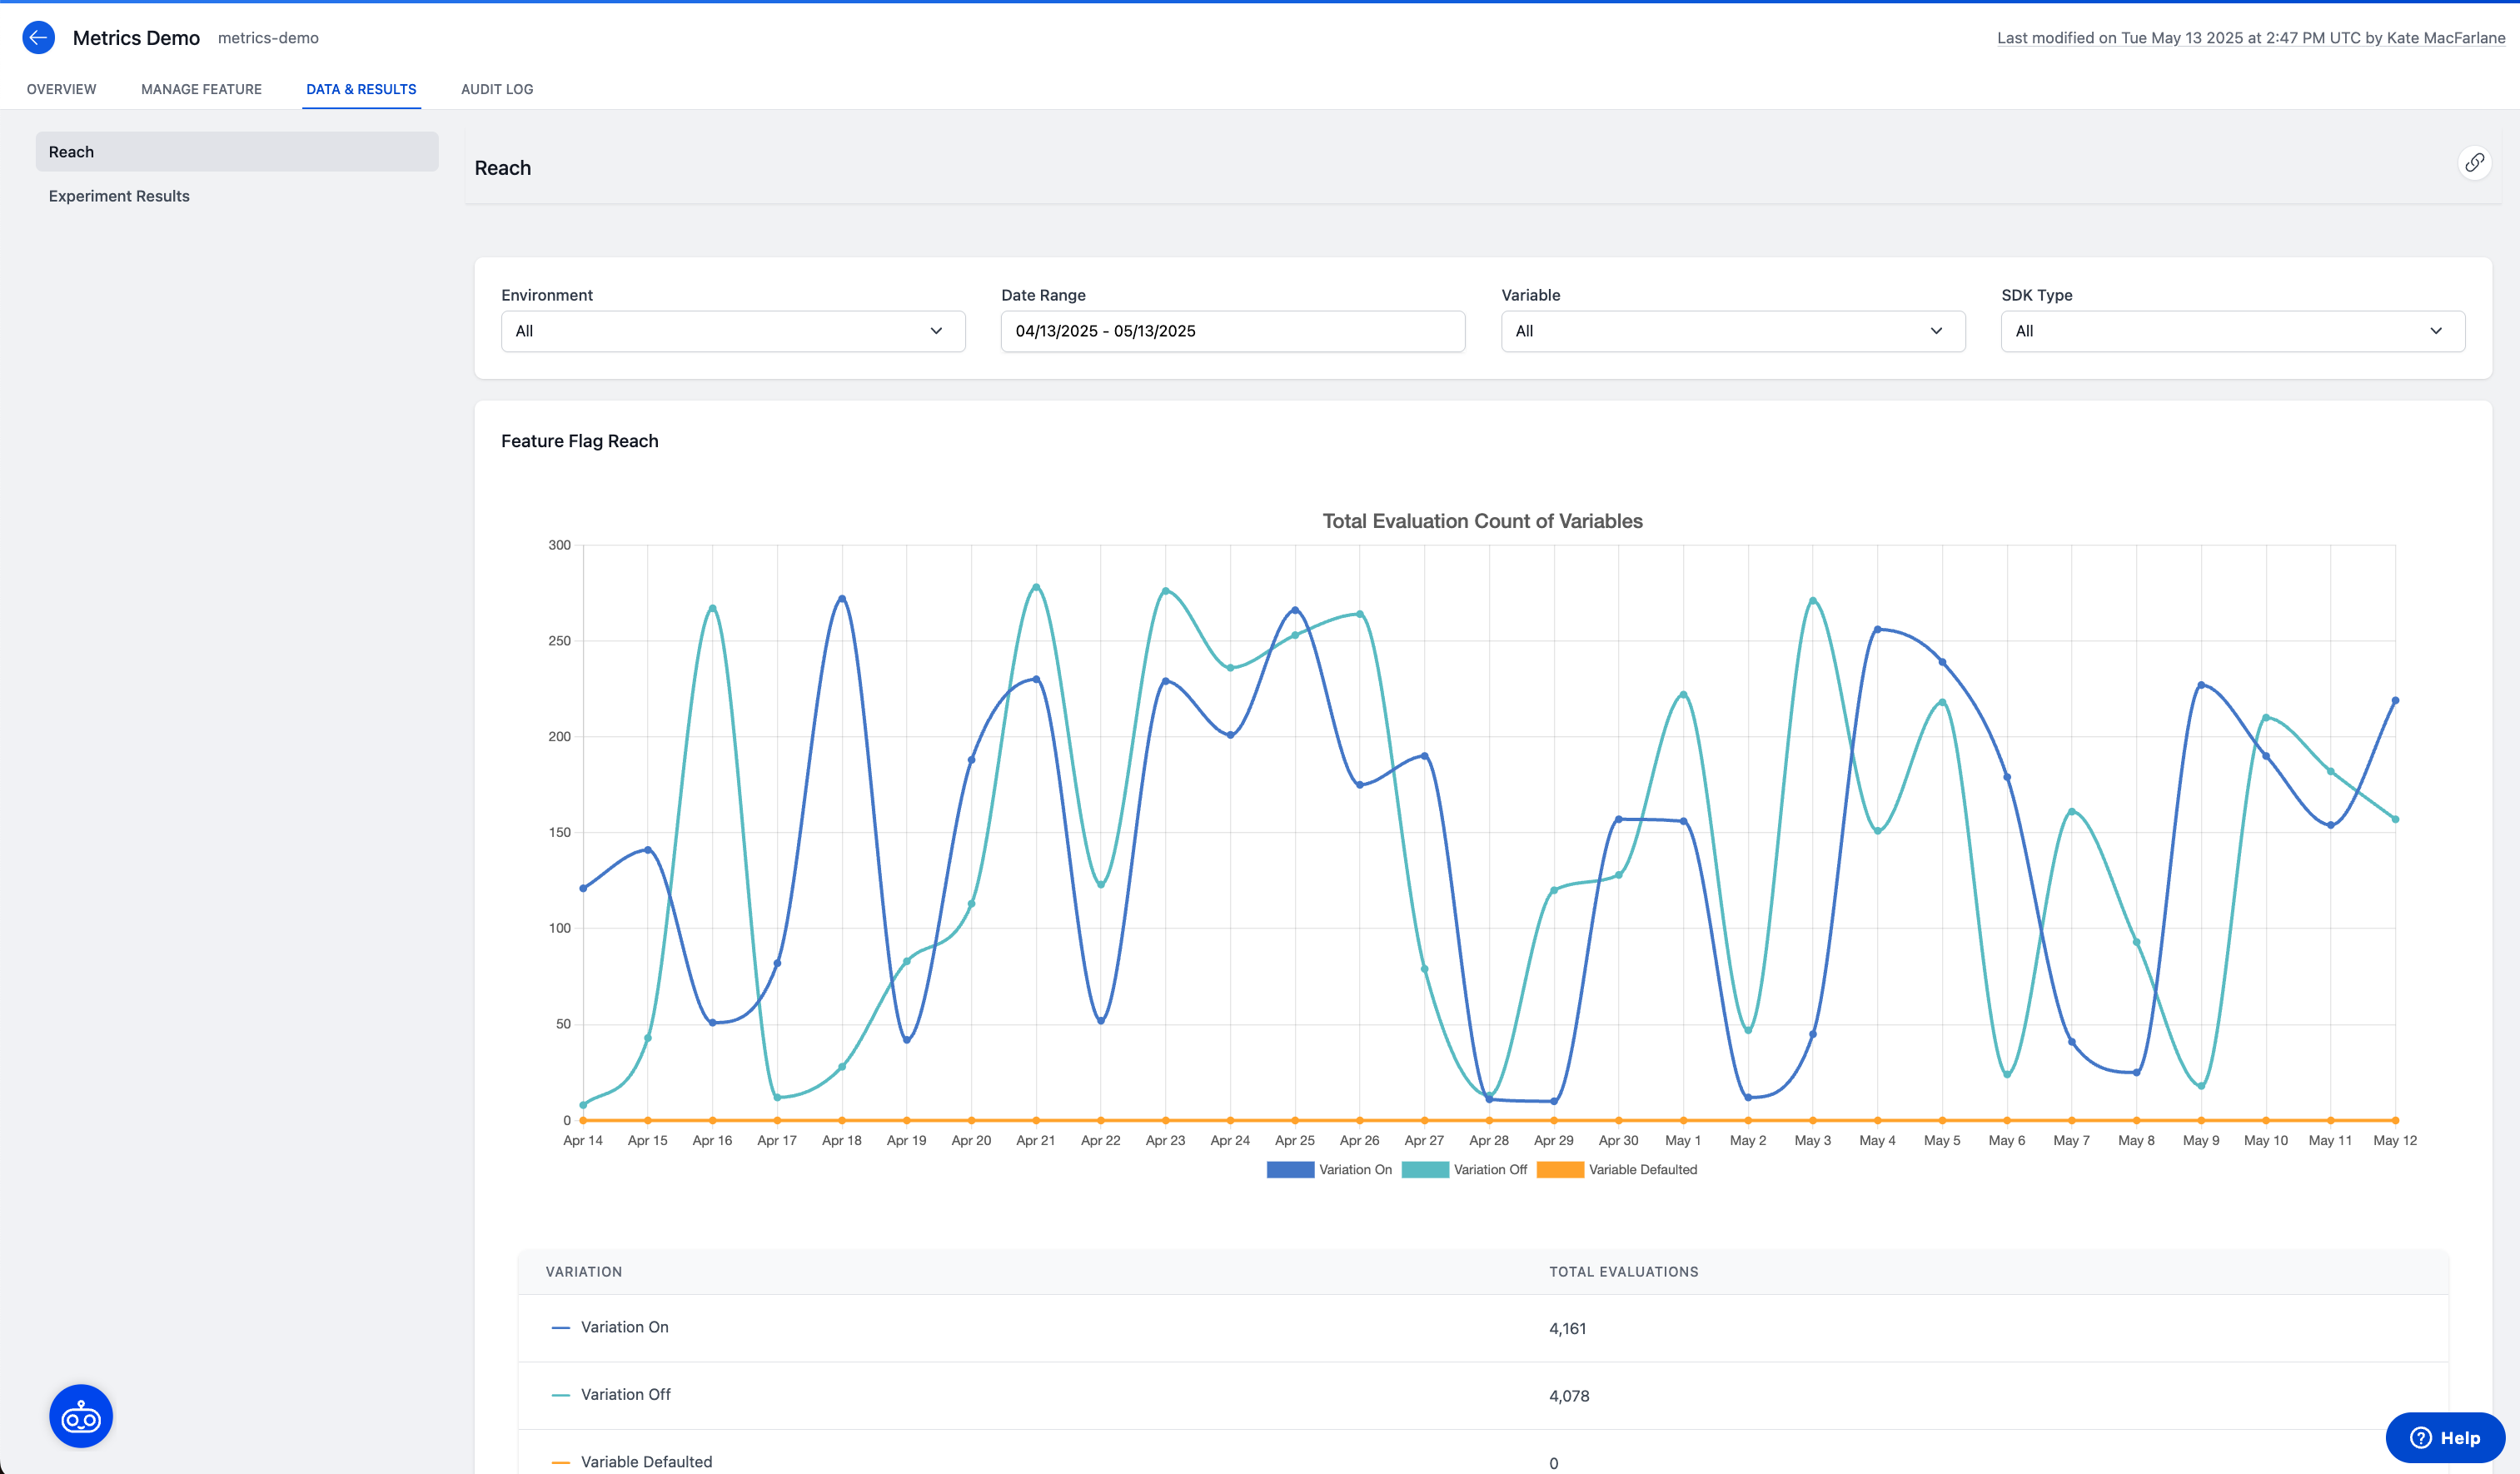 Metrics Demo metrics-demo Last modified on Tue May 13 2025 at 2:47 PM UTC by Kate MacFarlane
OVERVIEW MANAGE FEATURE DATA & RESULTS AUDIT LOG
Reach
Experiment Results
Reach
Environment Date Range Variable SDK Type
All 04/13/2025 - 05/13/2025 All All
Feature Flag Reach
Total Evaluation Count of Variables
300
250
200
150
100
50
0
Apr 14 Apr 15 Apr 16 Apr 17 Apr 18 Apr 19 Apr 20 Apr 21 Apr 22 Apr 23 Apr 24 Apr 25 Apr 26 Apr 27 Apr 28 Apr 29 Apr 30 May 1 May 2 May 3 May 4 May 5 May 6 May 7 May 8 May 9 May 10 May 11 May 12
Variation On Variation Off Variable Defaulted
VARIATION TOTAL EVALUATIONS
Variation On 4,161
Variation Off 4,078
Variable Defaulted 0
? Help